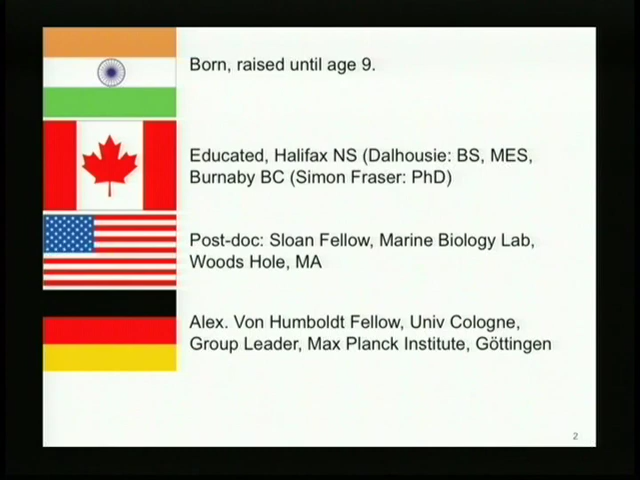 Born, raised until age 9.
Educated, Halifax NS (Dalhousie: BS, MES,
Burnaby BC (Simon Fraser: PhD)
Post-doc: Sloan Fellow, Marine Biology Lab,
Woods Hole, MA
Alex. Von Humboldt Fellow, Univ Cologne,
Group Leader, Max Planck Institute, Göttingen
2